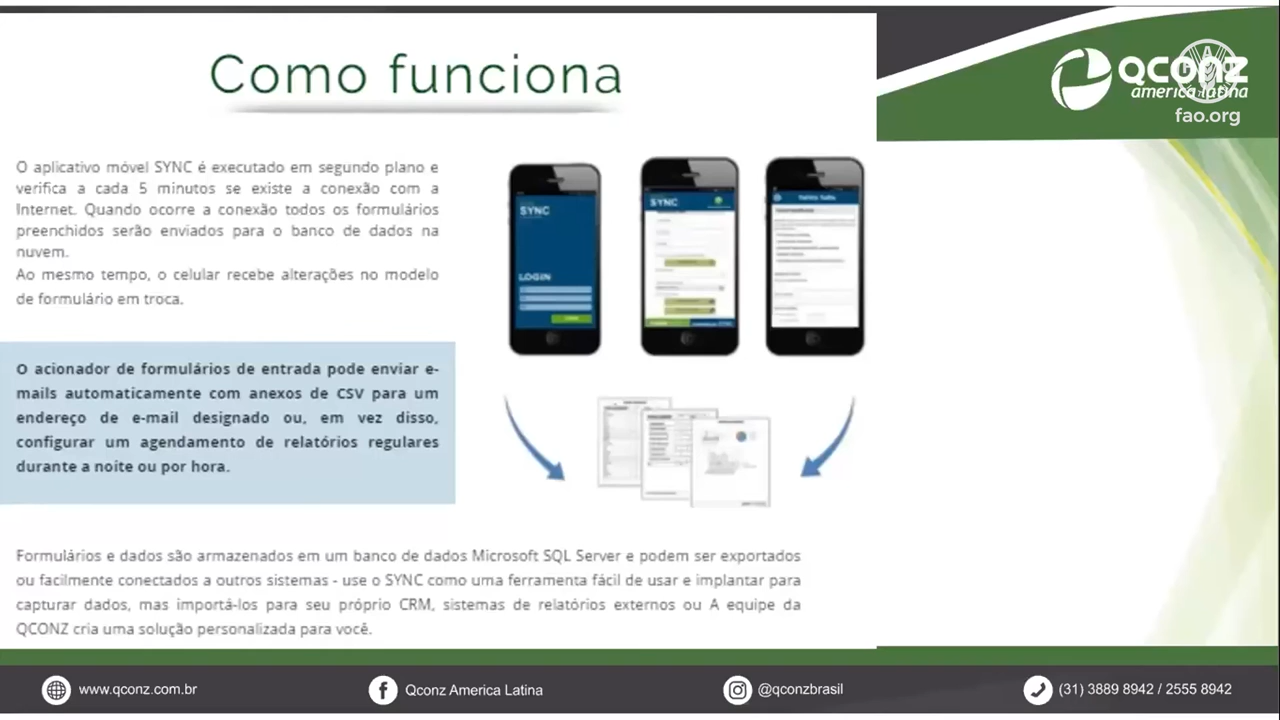 Como funciona
QCONZ
america latina
fao.org
O aplicativo móvel SYNC é executado em segundo plano e
verifica a cada 5 minutos se existe a conexão com a
Internet. Quando ocorre a conexão todos os formulários
preenchidos serão enviados para o banco de dados na
nuvem.
Ao mesmo tempo, o celular recebe alterações no modelo
de formulário em troca.
SYNC
LOGIN
SYNC
O acionador de formulários de entrada pode enviar e-
mails automaticamente com anexos de CSV para um
endereço de e-mail designado ou, em vez disso,
configurar um agendamento de relatórios regulares
durante a noite ou por hora.
Formulários e dados são armazenados em um banco de dados Microsoft SQL Server e podem ser exportados
ou facilmente conectados a outros sistemas - use o SYNC como uma ferramenta fácil de usar e implantar para
capturar dados, mas importá-los para seu próprio CRM, sistemas de relatórios externos ou A equipe da
QCONZ cria uma solução personalizada para você.
www.qconz.com.br
Qconz America Latina
@qconzbrasil
(31) 3889 8942 / 2555 8942